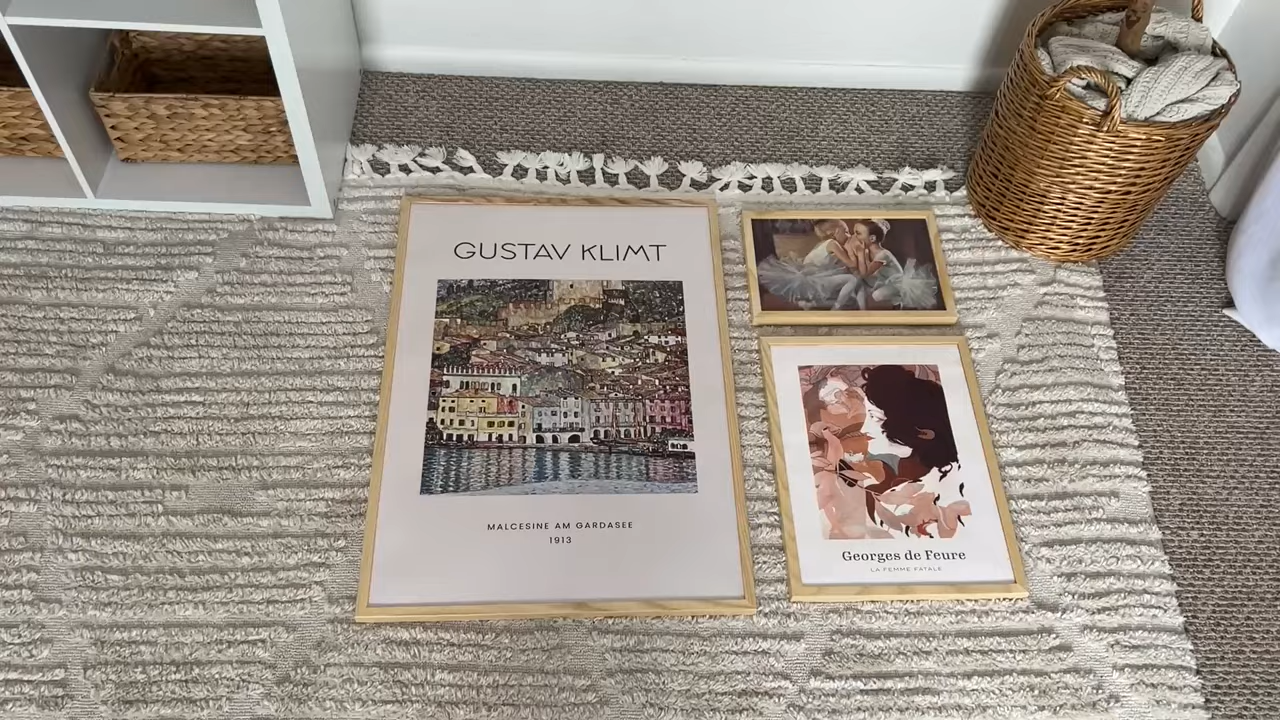 GUSTAV KLIMT
MALCESINE AM GARDASEE
1913
Georges de Feure
LA FEMME FATALE